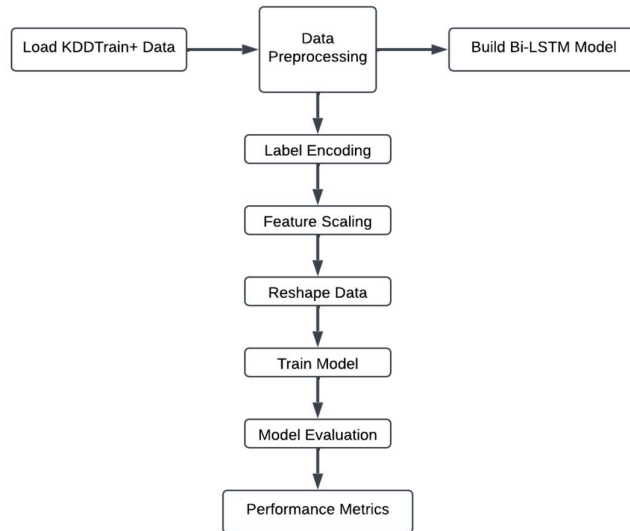 Load KDDTrain+ Data
Data
Preprocessing
Build Bi-LSTM Model
Label Encoding
Feature Scaling
Reshape Data
Train Model
Model Evaluation
Performance Metrics